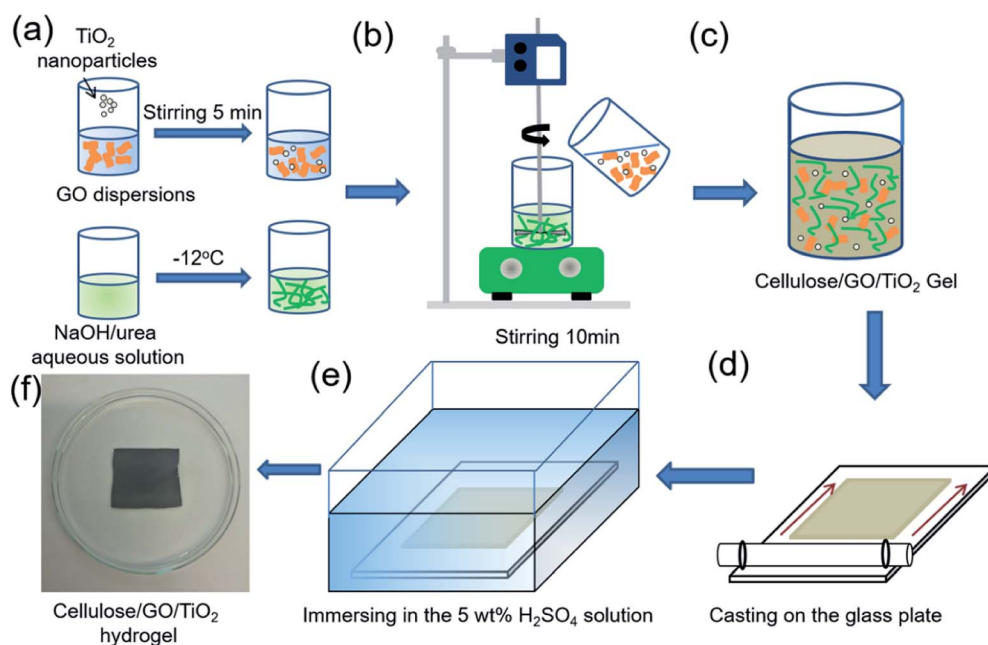 (a)
TiO₂
nanoparticles
Stirring 5 min
GO dispersions
-12°C
NaOH/urea
aqueous solution
(b)
Stirring 10min
(c)
Cellulose/GO/TiO₂ Gel
(d)
Casting on the glass plate
(e)
Immersing in the 5 wt% H₂SO₄ solution
(f)
Cellulose/GO/TiO₂
hydrogel